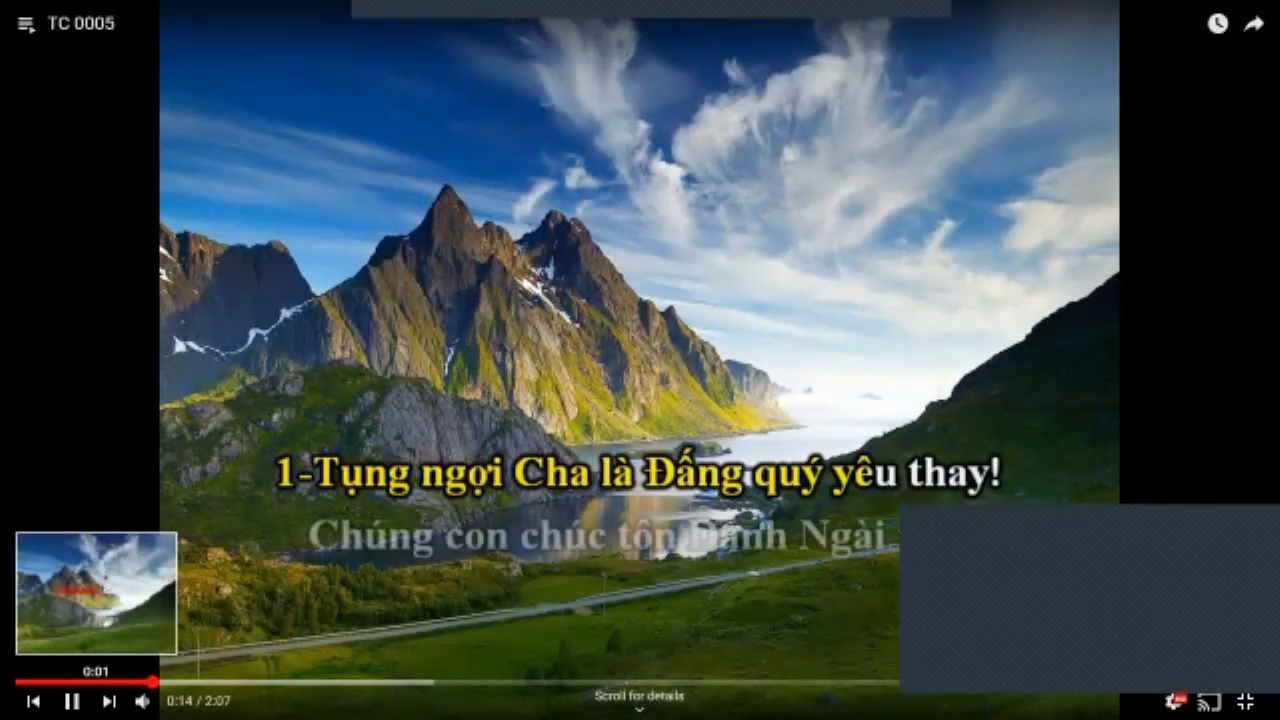 TC 0005
1-Tụng ngợi Cha là Đấng quý yêu thay!
Chúng con chúc tôn Danh Ngài
0:01
0:14 / 2:07
Scroll for details